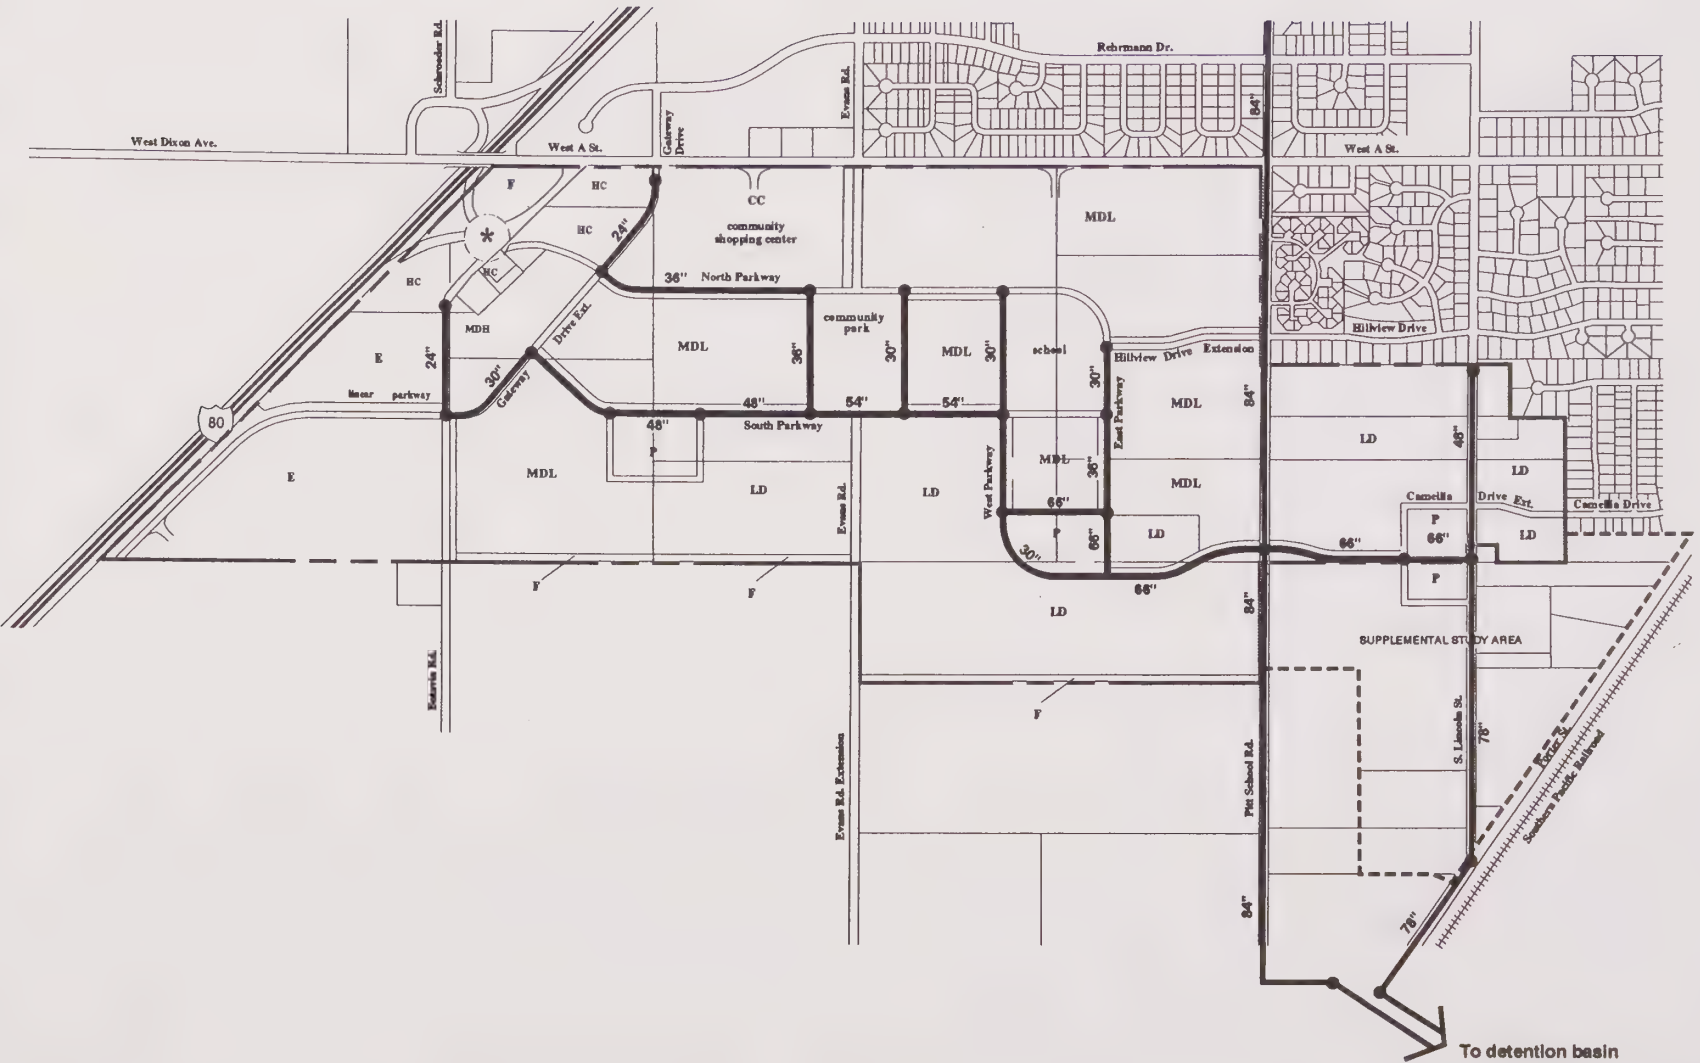 Schroeder Rd.
Rehrmann Dr.
Evans Rd.
84"
West Dixon Ave.
West A St.
Gateway
Drive
West A St.
F
HC
CC
MDL
HC
24"
community
shopping center
*
HC
HC
36"
North Parkway
MDH
Drive Ext.
community
park
Hillview Drive
E
24"
MDL
36"
30"
MDL
30"
school
Hillview Drive Extension
30"
30"
Gateway
linear parkway
80
48"
54"
54"
84"
MDL
48"
South Parkway
East Parkway
LD
48"
P
MDL
36"
E
MDL
LD
LD
West Parkway
MDL
LD
Evans Rd.
66"
Camellia Drive Ext.
Camellia Drive
P
66"
LD
P
66"
LD
30"
66"
F
F
66"
P
84"
LD
SUPPLEMENTAL STUDY AREA
Batavia Rd.
F
S. Lincoln St.
78"
Porter St.
Southern Pacific Railroad
Evans Rd. Extension
Pitt School Rd.
84"
78"
To detention basin